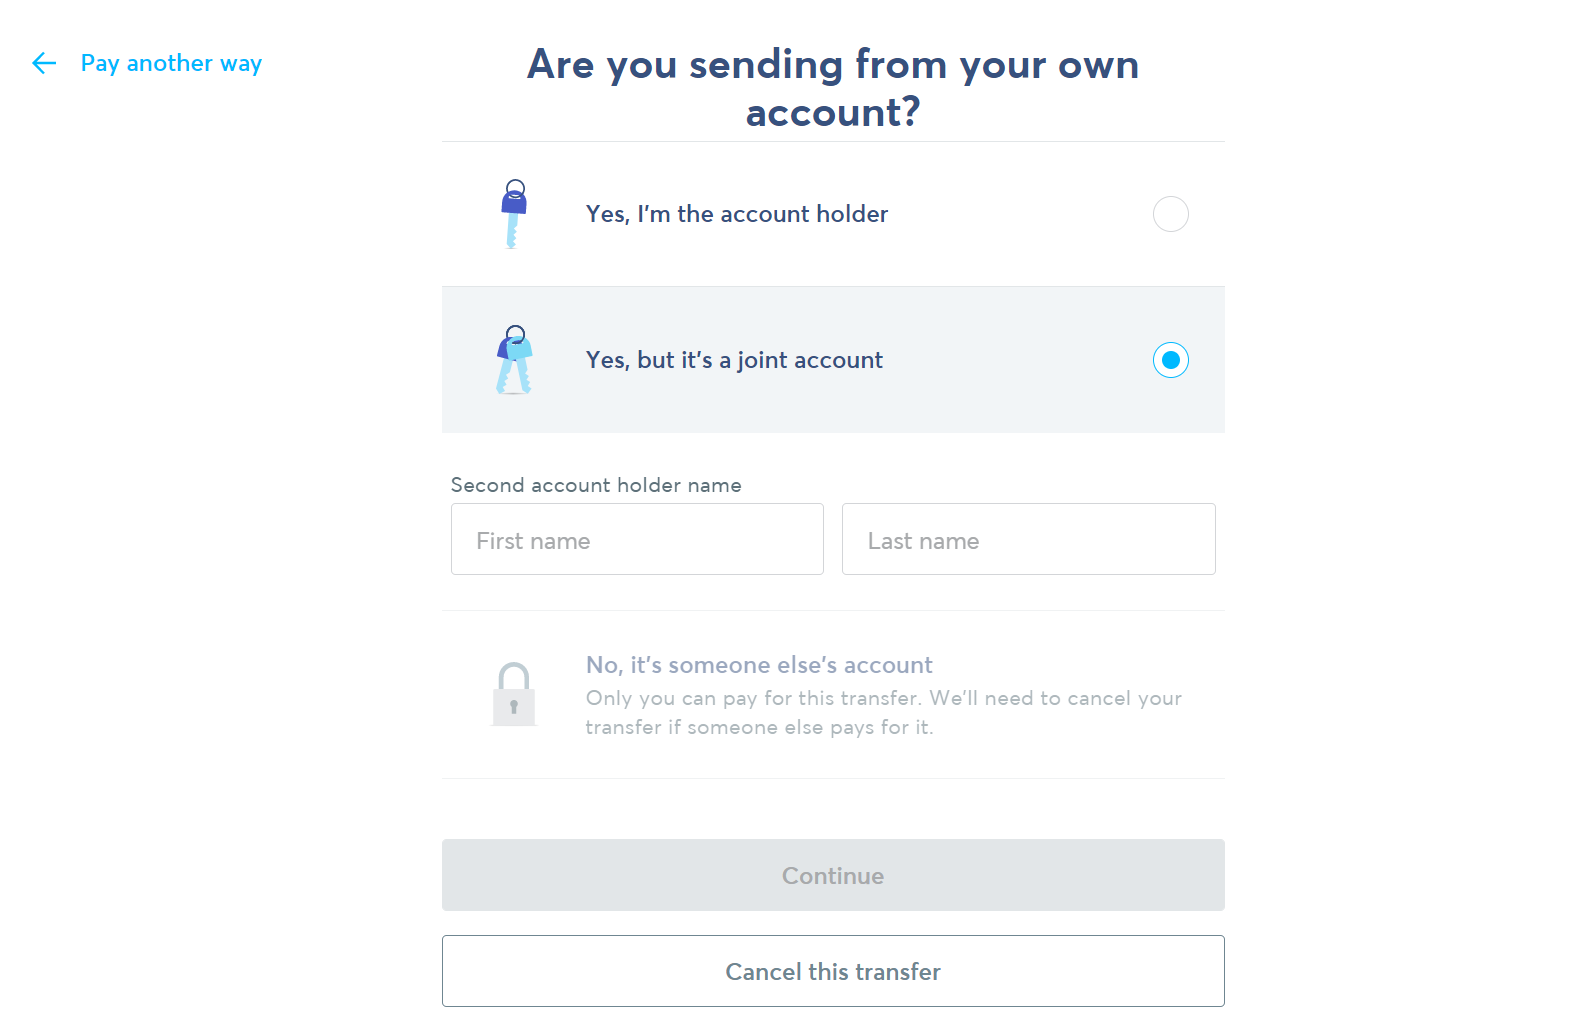 Pay another way
Are you sending from your own
account?
Yes, I'm the account holder
Yes, but it's a joint account
Second account holder name
First name
Last name
No, it's someone else's account
Only you can pay for this transfer. We'll need to cancel your
transfer if someone else pays for it.
Continue
Cancel this transfer